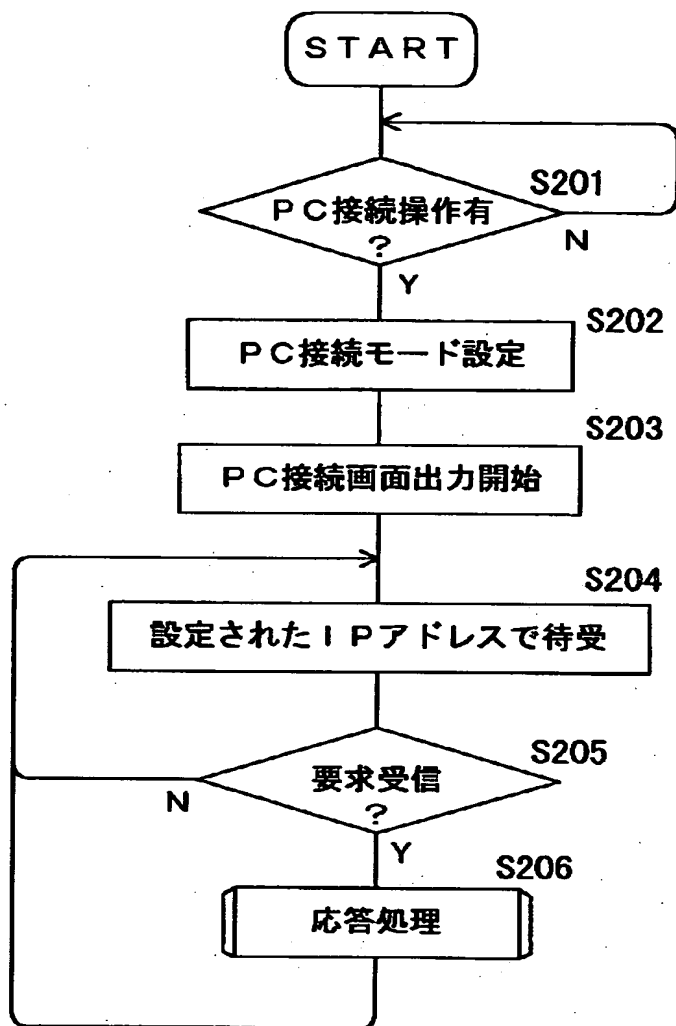 START
S201
PC接続操作有
?
N
Y
S202
PC接続モード設定
S203
PC接続画面出力開始
S204
設定されたIPアドレスで待受
S205
要求受信
?
N
Y
S206
応答処理